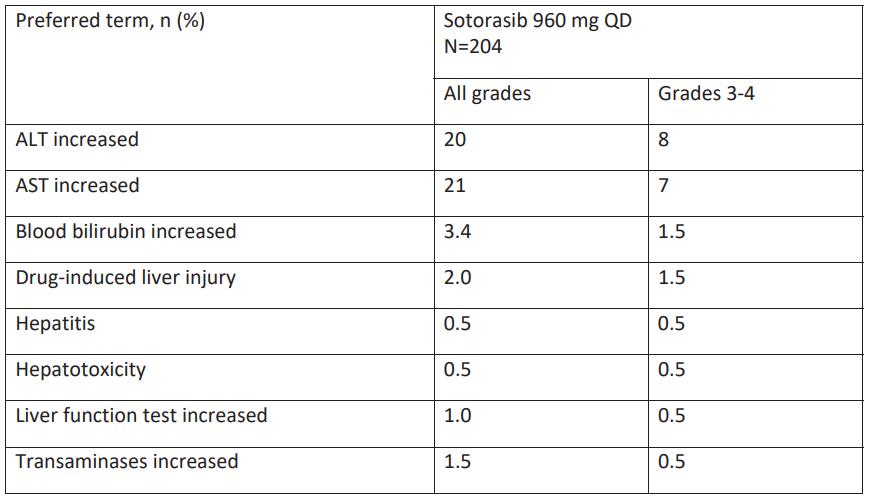 Preferred term, n (%) Sotorasib 960 mg QD
N=204
All grades Grades 3-4
ALT increased 20 8
AST increased 21 7
Blood bilirubin increased 3.4 1.5
Drug-induced liver injury 2.0 1.5
Hepatitis 0.5 0.5
Hepatotoxicity 0.5 0.5
Liver function test increased 1.0 0.5
Transaminases increased 1.5 0.5